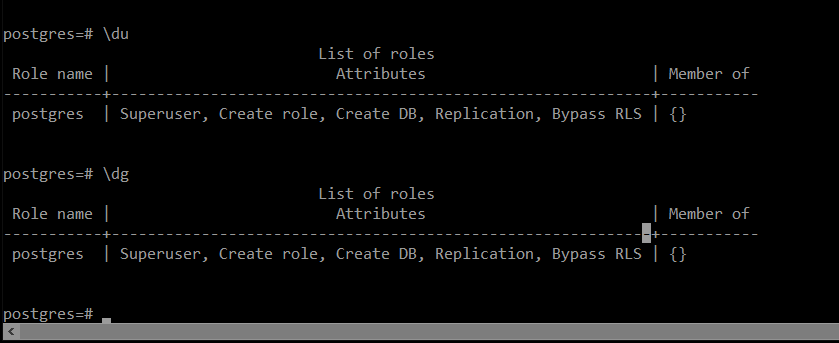 postgres=# \du
                                   List of roles
 Role name |                         Attributes                         | Member of
-----------+------------------------------------------------------------+-----------
 postgres  | Superuser, Create role, Create DB, Replication, Bypass RLS | {}
postgres=# \dg
                                   List of roles
 Role name |                         Attributes                         | Member of
-----------+------------------------------------------------------------+-----------
 postgres  | Superuser, Create role, Create DB, Replication, Bypass RLS | {}
postgres=#